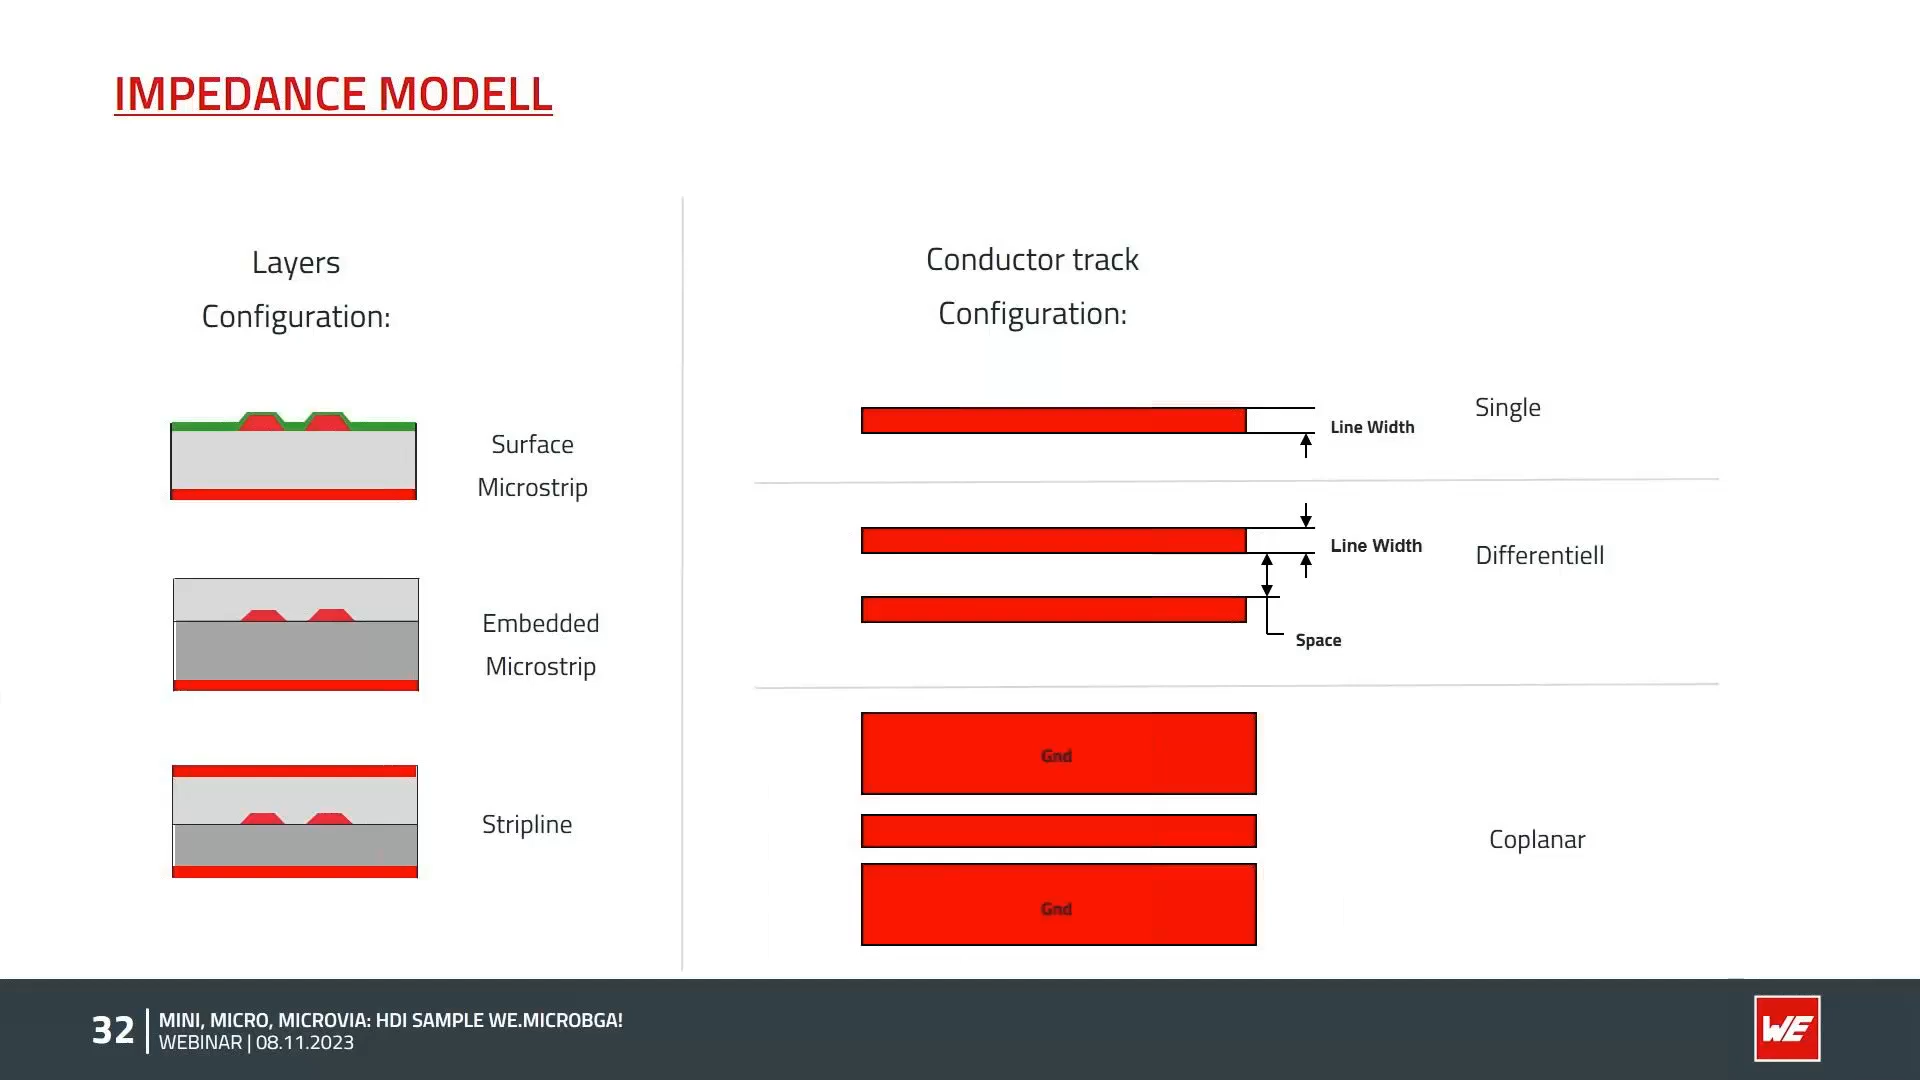 IMPEDANCE MODELL
Layers
Configuration:
Surface
Microstrip
Embedded
Microstrip
Stripline
Conductor track
Configuration:
Line Width
Single
Line Width
Differentiell
Space
Gnd
Coplanar
Gnd
32
MINI, MICRO, MICROVIA: HDI SAMPLE WE.MICROBGA!
WEBINAR | 08.11.2023
WE